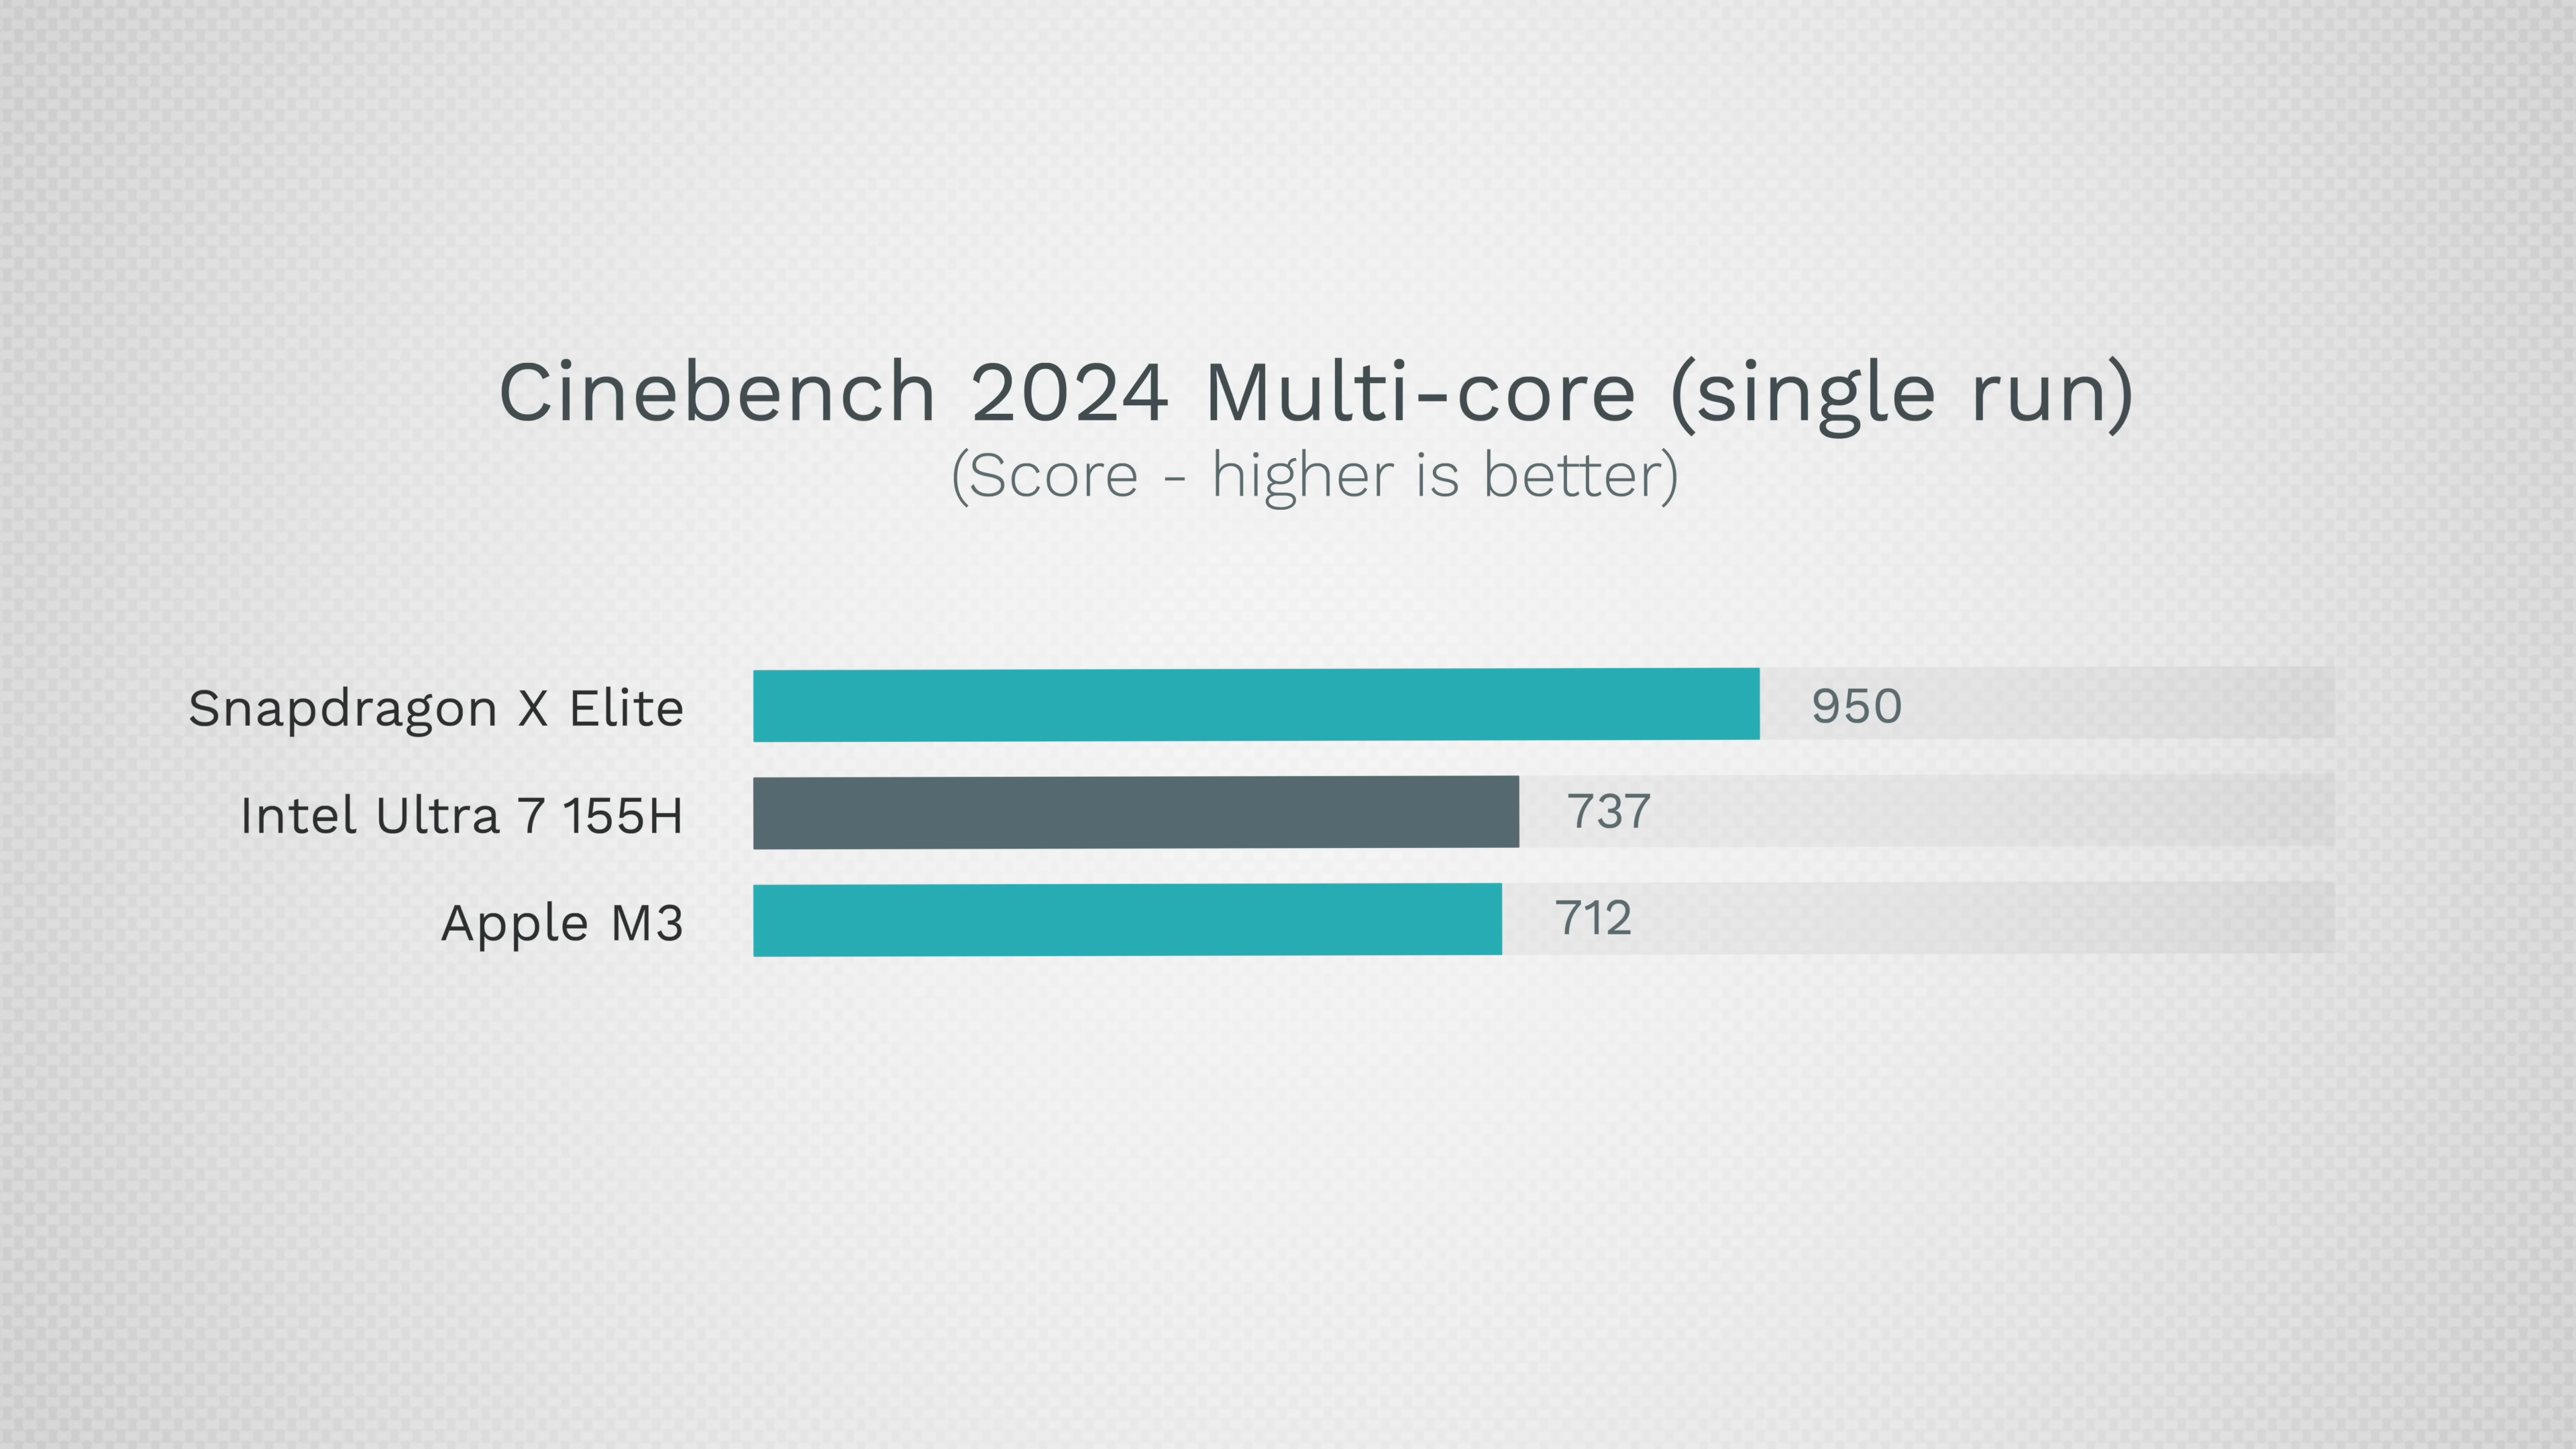 Cinebench 2024 Multi-core (single run)
(Score - higher is better)
Snapdragon X Elite 950
Intel Ultra 7 155H 737
Apple M3 712